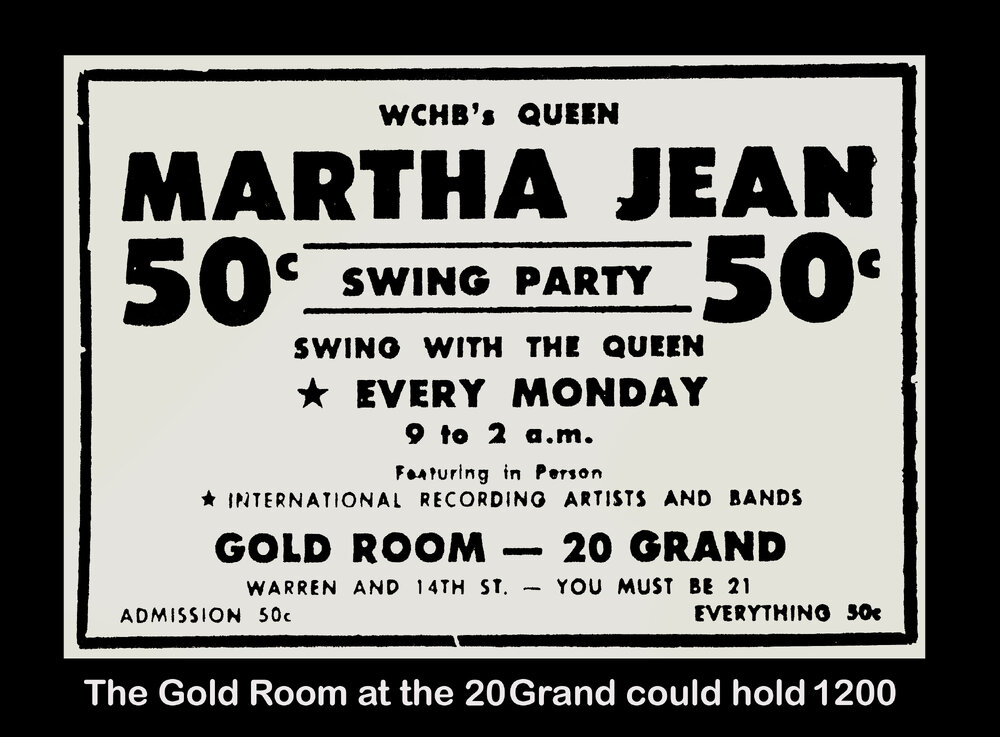 WCHB's QUEEN
MARTHA JEAN
50c SWING PARTY 50c
SWING WITH THE QUEEN
★ EVERY MONDAY
9 to 2 a.m.
Featuring in Person
★ INTERNATIONAL RECORDING ARTISTS AND BANDS
GOLD ROOM — 20 GRAND
WARREN AND 14TH ST. — YOU MUST BE 21
ADMISSION 50c EVERYTHING 50c
The Gold Room at the 20 Grand could hold 1200